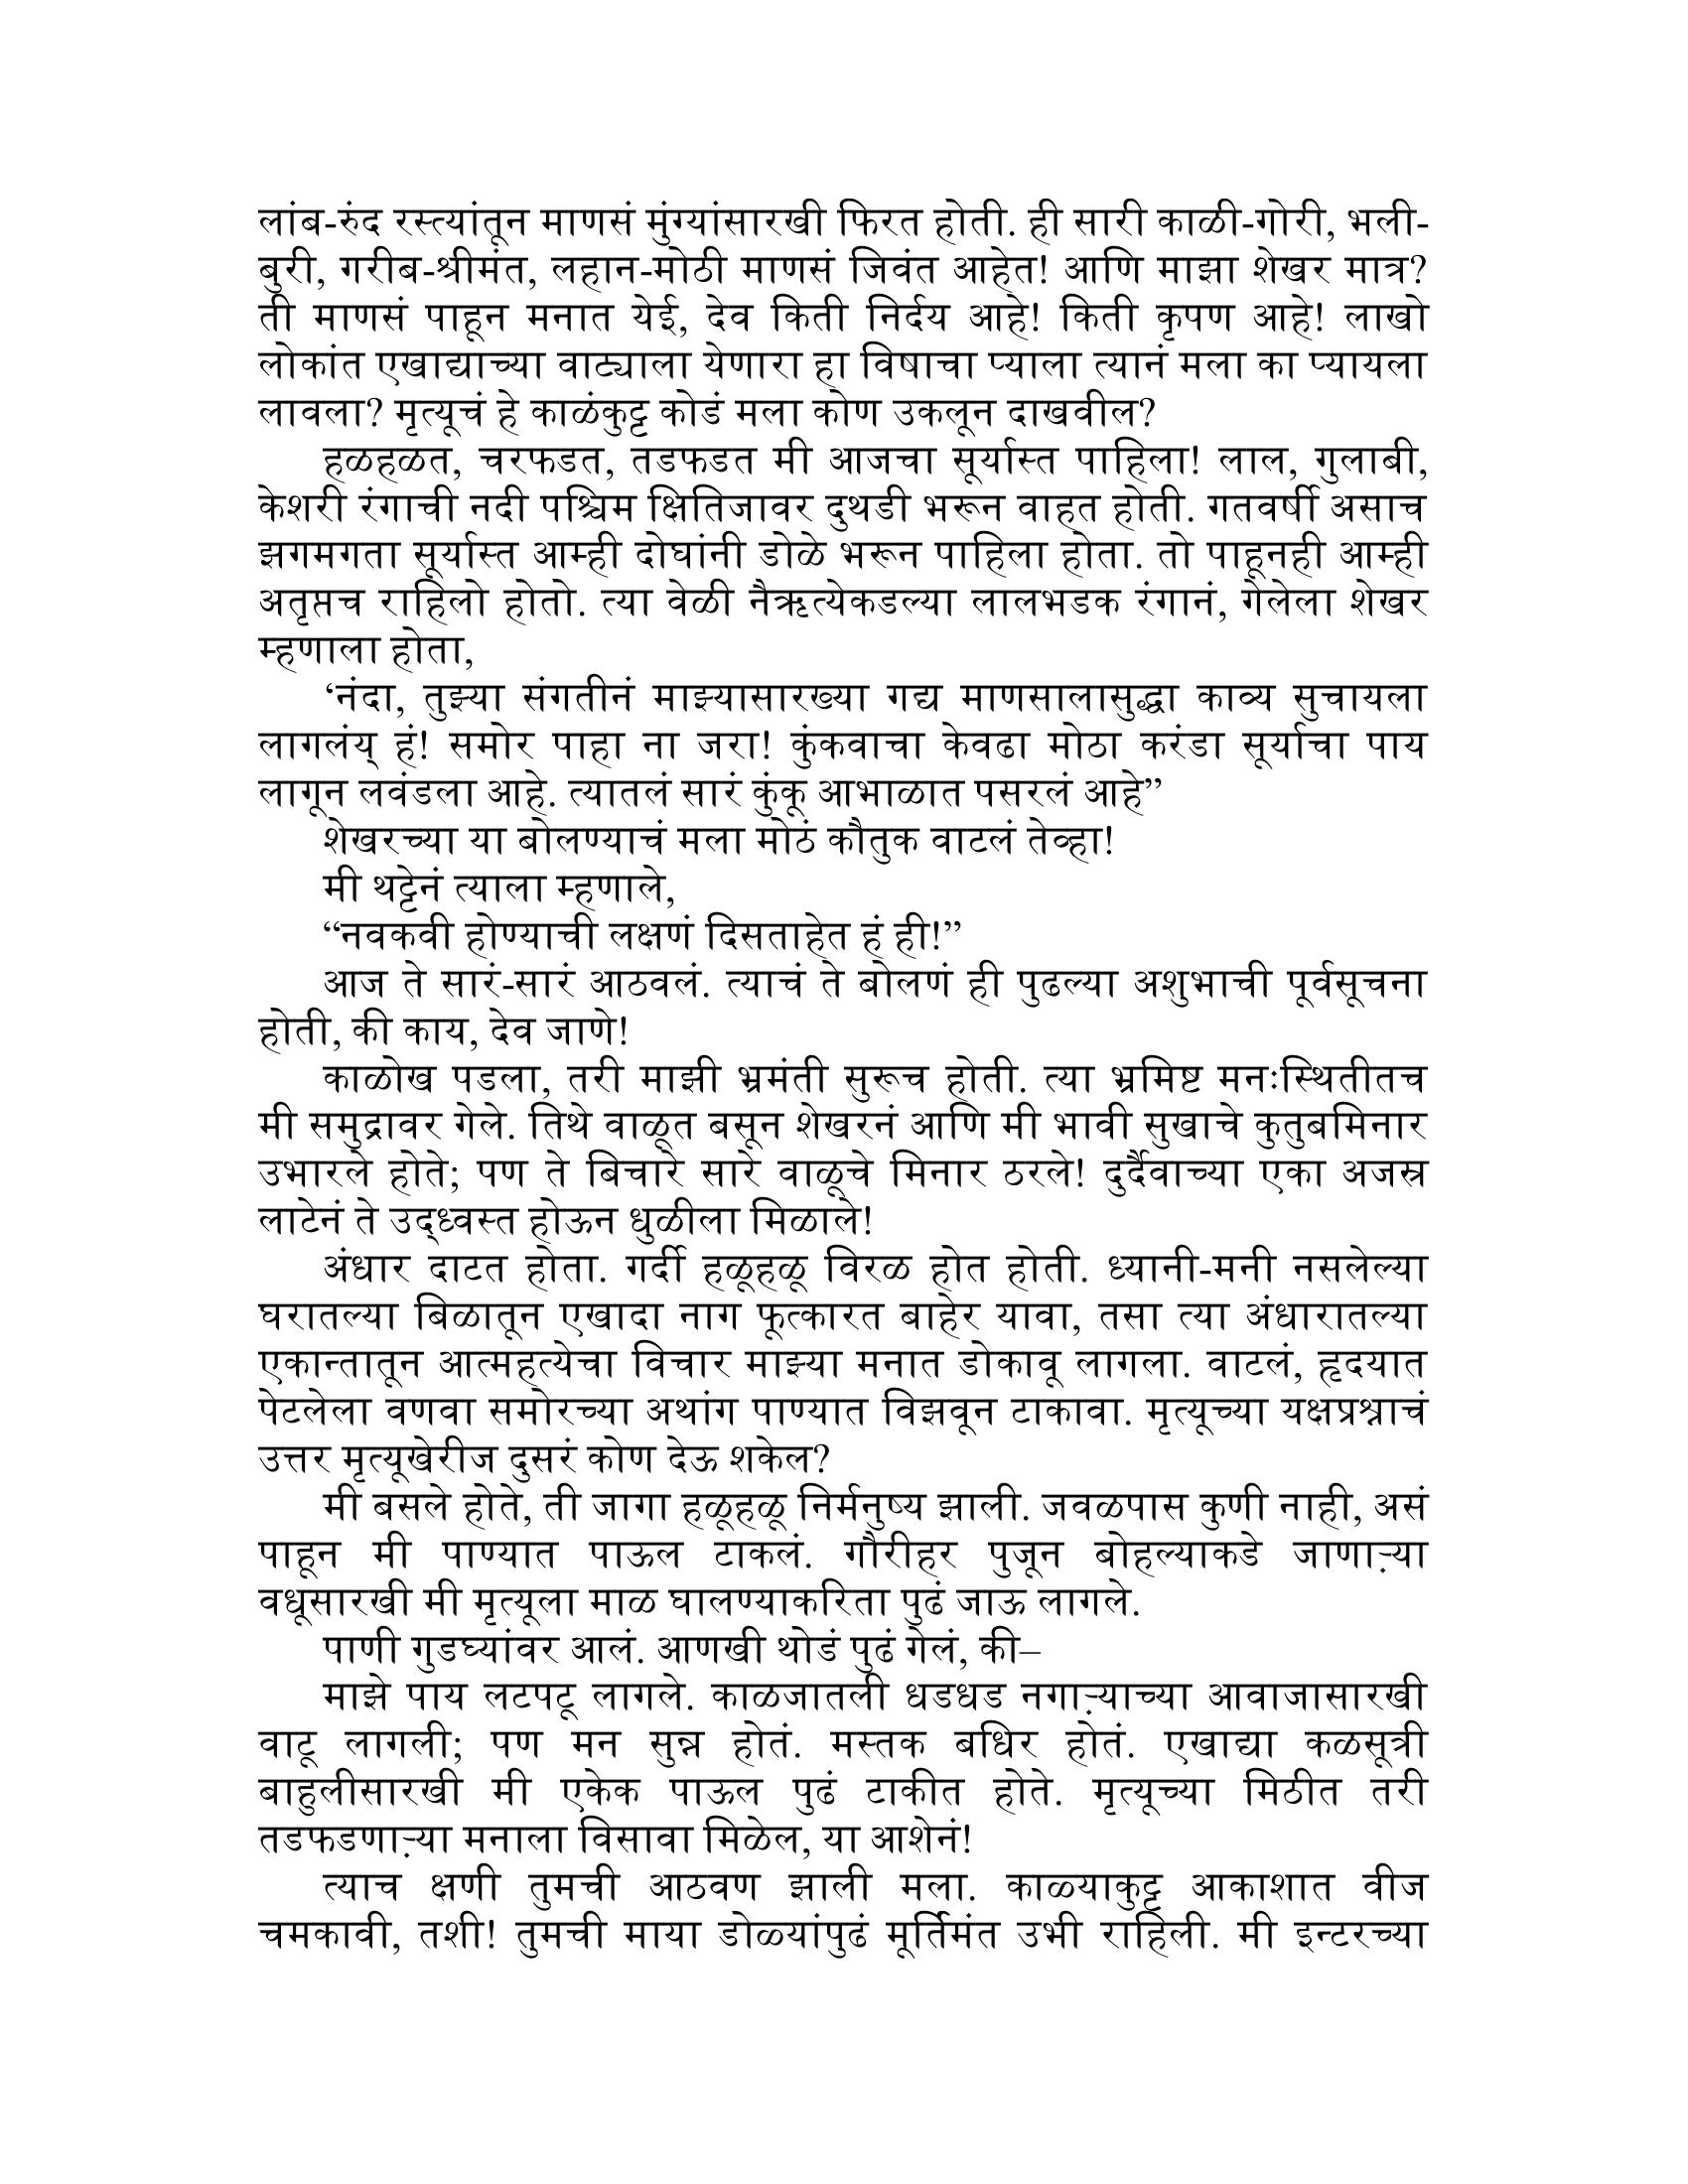 लांब-रुंद रस्त्यांतून माणसं मुंग्यांसारखी फिरत होती. ही सारी काळी-गोरी, भली-
बुरी, गरीब-श्रीमंत, लहान-मोठी माणसं जिवंत आहेत! आणि माझा शेखर मात्र?
ती माणसं पाहून मनात येई, देव किती निर्दय आहे! किती कृपण आहे! लाखो
लोकांत एखाद्याच्या वाट्याला येणारा हा विषाचा प्याला त्यानं मला का प्यायला
लावला? मृत्यूचं हे काळंकुट्ट कोडं मला कोण उकलून दाखवील?
हळहळत, चरफडत, तडफडत मी आजचा सूर्यास्त पाहिला! लाल, गुलाबी,
केशरी रंगाची नदी पश्चिम क्षितिजावर दुथडी भरून वाहत होती. गतवर्षी असाच
झगमगता सूर्यास्त आम्ही दोघांनी डोळे भरून पाहिला होता. तो पाहूनही आम्ही
अतृप्तच राहिलो होतो. त्या वेळी नैऋत्येकडल्या लालभडक रंगानं, गेलेला शेखर
म्हणाला होता,
‘नंदा, तुझ्या संगतीनं माझ्यासारख्या गद्य माणसालासुद्धा काव्य सुचायला
लागलंय् हं! समोर पाहा ना जरा! कुंकवाचा केवढा मोठा करंडा सूर्याचा पाय
लागून लवंडला आहे. त्यातलं सारं कुंकू आभाळात पसरलं आहे”
शेखरच्या या बोलण्याचं मला मोठं कौतुक वाटलं तेव्हा!
मी थट्टेनं त्याला म्हणाले,
“नवकवी होण्याची लक्षणं दिसताहेत हं ही!”
आज ते सारं-सारं आठवलं. त्याचं ते बोलणं ही पुढल्या अशुभाची पूर्वसूचना
होती, की काय, देव जाणे!
काळोख पडला, तरी माझी भ्रमंती सुरूच होती. त्या भ्रमिष्ट मनःस्थितीतच
मी समुद्रावर गेले. तिथे वाळूत बसून शेखरनं आणि मी भावी सुखाचे कुतुबमिनार
उभारले होते; पण ते बिचारे सारे वाळूचे मिनार ठरले! दुर्दैवाच्या एका अजस्र
लाटेनं ते उद्ध्वस्त होऊन धुळीला मिळाले!
अंधार दाटत होता. गर्दी हळूहळू विरळ होत होती. ध्यानी-मनी नसलेल्या
घरातल्या बिळातून एखादा नाग फूत्कारत बाहेर यावा, तसा त्या अंधारातल्या
एकान्तातून आत्महत्येचा विचार माझ्या मनात डोकावू लागला. वाटलं, हृदयात
पेटलेला वणवा समोरच्या अथांग पाण्यात विझवून टाकावा. मृत्यूच्या यक्षप्रश्नाचं
उत्तर मृत्यूखेरीज दुसरं कोण देऊ शकेल?
मी बसले होते, ती जागा हळूहळू निर्मनुष्य झाली. जवळपास कुणी नाही, असं
पाहून मी पाण्यात पाऊल टाकलं. गौरीहर पुजून बोहल्याकडे जाणाऱ्या
वधूसारखी मी मृत्यूला माळ घालण्याकरिता पुढं जाऊ लागले.
पाणी गुडघ्यांवर आलं. आणखी थोडं पुढं गेलं, की–
माझे पाय लटपटू लागले. काळजातली धडधड नगाऱ्याच्या आवाजासारखी
वाटू लागली; पण मन सुन्न होतं. मस्तक बधिर होतं. एखाद्या कळसूत्री
बाहुलीसारखी मी एकेक पाऊल पुढं टाकीत होते. मृत्यूच्या मिठीत तरी
तडफडणाऱ्या मनाला विसावा मिळेल, या आशेनं!
त्याच क्षणी तुमची आठवण झाली मला. काळ्याकुट्ट आकाशात वीज
चमकावी, तशी! तुमची माया डोळ्यांपुढं मूर्तिमंत उभी राहिली. मी इन्टरच्या